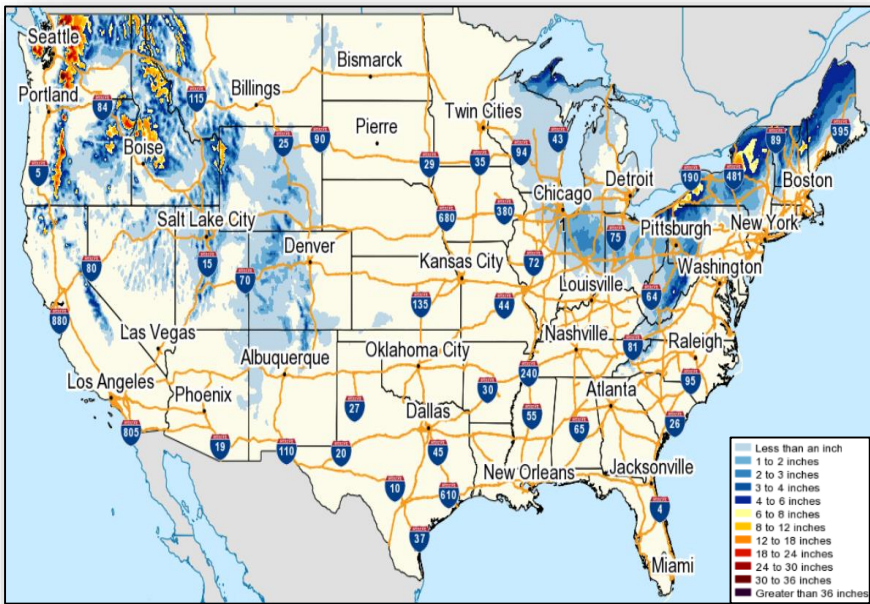 Seattle
Bismarck
Portland
115
Billings
84
Twin Cities
89
395
Boise
25
90
Pierre
94
43
190
481
5
29
35
Detroit
Boston
Chicago
Salt Lake City
680
380
75
Pittsburgh
New York
Denver
80
15
70
Kansas City
72
Washington
135
44
Louisville
64
880
Las Vegas
Nashville
81
Raleigh
Albuquerque
Oklahoma City
240
Los Angeles
30
95
Phoenix
27
Dallas
55
Atlanta
65
26
805
19
110
20
45
New Orleans
Jacksonville
10
610
4
37
Miami
Less than an inch
1 to 2 inches
2 to 3 inches
3 to 4 inches
4 to 6 inches
6 to 8 inches
8 to 12 inches
12 to 18 inches
18 to 24 inches
24 to 30 inches
30 to 36 inches
Greater than 36 inches